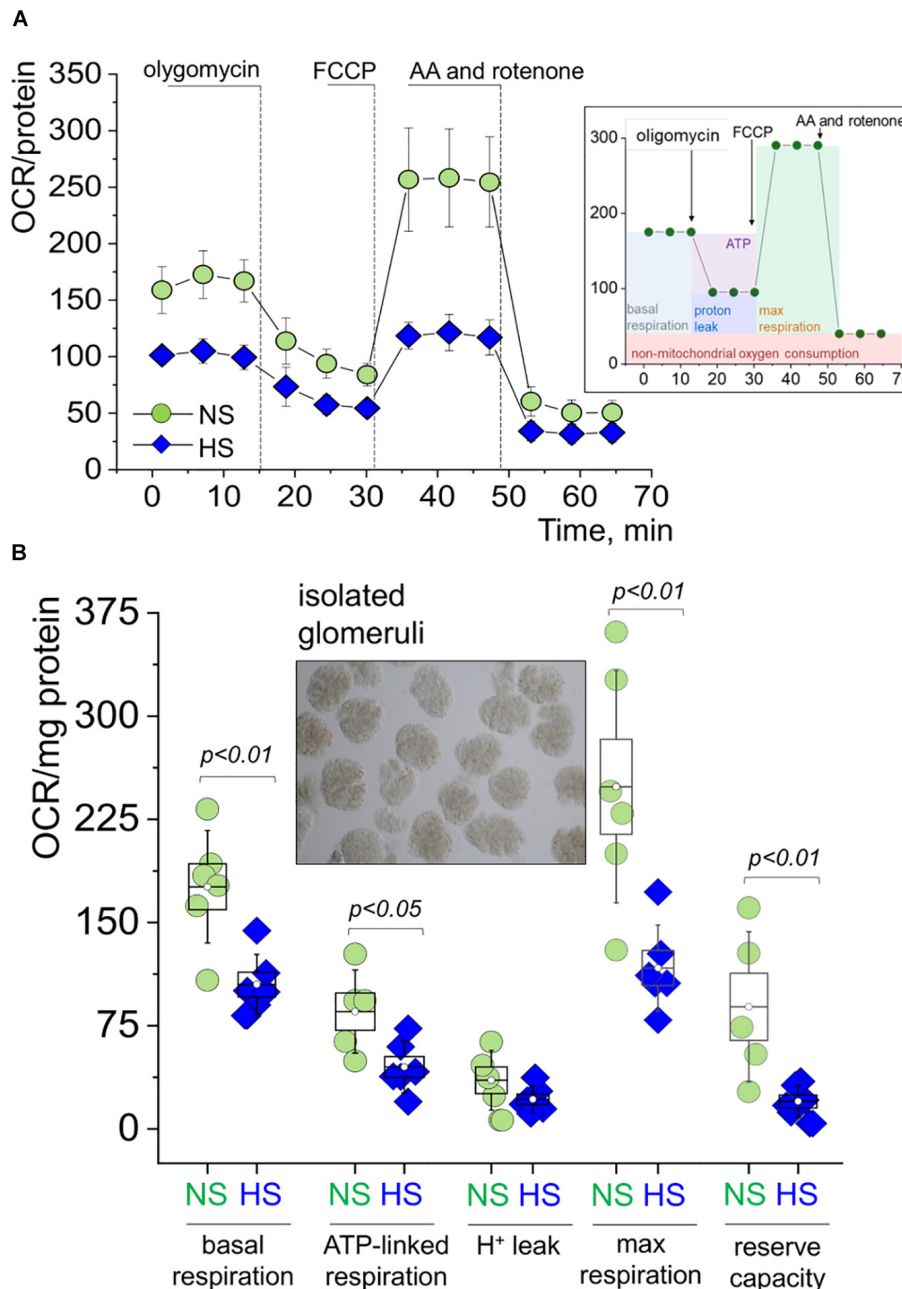 A
olygomycin
FCCP
AA and rotenone
OCR/protein
350
300
250
200
150
100
50
0
NS
HS
0
10
20
30
40
50
60
70
Time, min
AA and rotenone
FCCP
oligomycin
300
200
100
0
ATP
basal
respiration
proton
leak
max
respiration
non-mitochondrial oxygen consumption
0
10
20
30
40
50
60
70
B
isolated
glomeruli
OCR/mg protein
375
300
225
150
75
0
p<0.01
p<0.05
p<0.01
p<0.01
NS HS
NS HS
NS HS
NS HS
NS HS
basal
respiration
ATP-linked
respiration
H⁺ leak
max
respiration
reserve
capacity